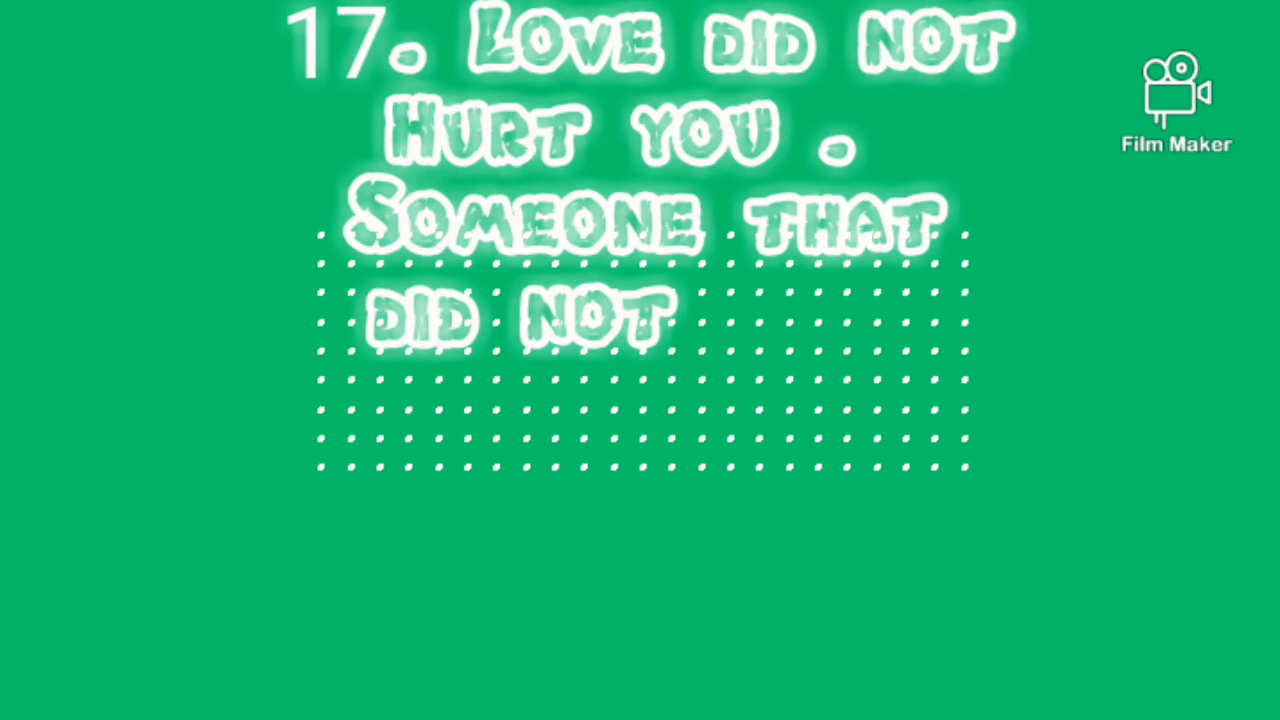 17. Love did not
Hurt you .
Someone that
did not
Film Maker